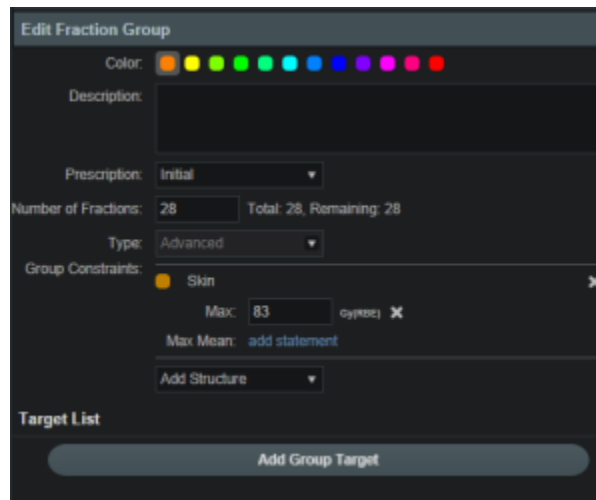 Edit Fraction Group
Color:
Description:
Prescription: Initial
Number of Fractions: 28 Total: 28, Remaining: 28
Type: Advanced
Group Constraints:
Skin
Max: 83 Gy(RBE)
Max Mean: add statement
Add Structure
Target List
Add Group Target